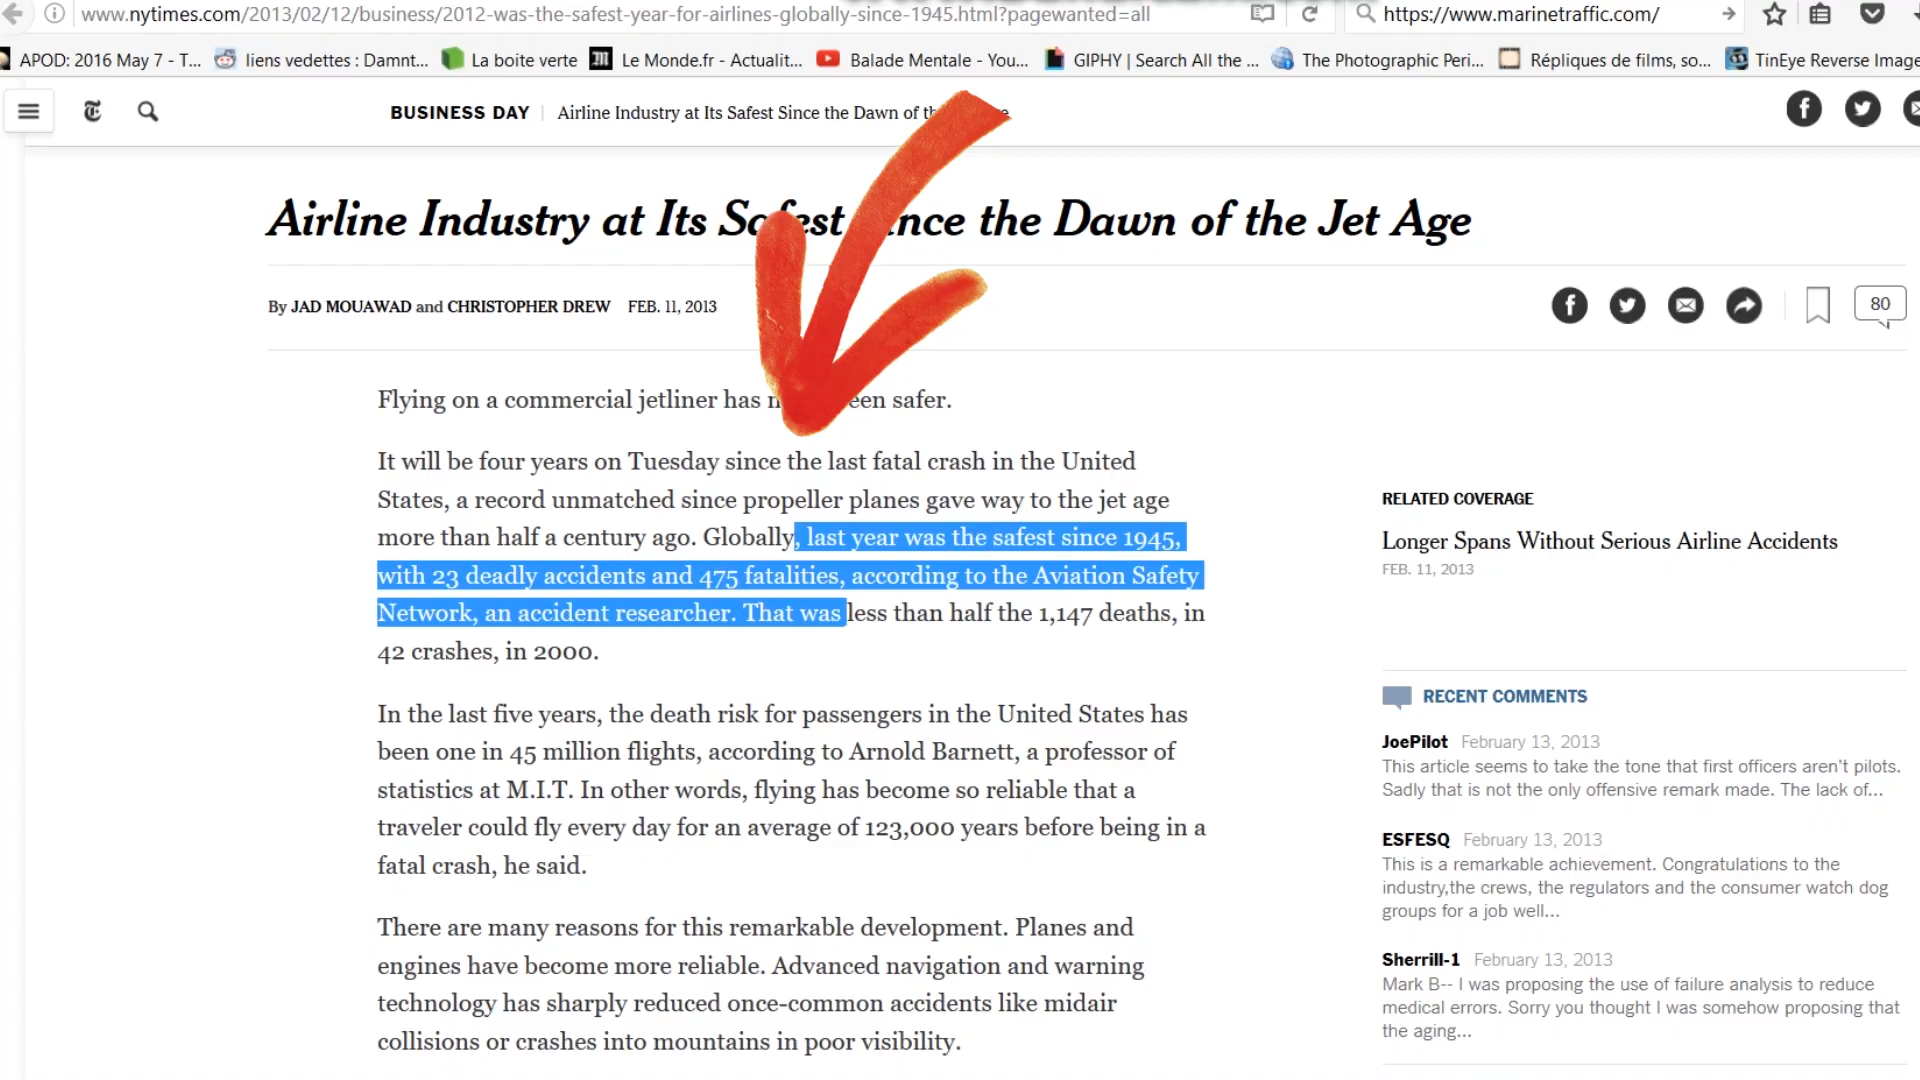 www.nytimes.com/2013/02/12/business/2012-was-the-safest-year-for-airlines-globally-since-1945.html?pagewanted=all
https://www.marinetraffic.com/
APOD: 2016 May 7 - T...
liens vedettes : Damnt...
La boite verte
Le Monde.fr - Actualit...
Balade Mentale - You...
GIPHY | Search All the ...
The Photographic Peri...
Répliques de films, so...
TinEye Reverse Image
BUSINESS DAY
Airline Industry at Its Safest Since the Dawn of
Airline Industry at Its Safest Since the Dawn of the Jet Age
By JAD MOUAWAD and CHRISTOPHER DREW FEB. 11, 2013
80
Flying on a commercial jetliner has been safer.
It will be four years on Tuesday since the last fatal crash in the United
States, a record unmatched since propeller planes gave way to the jet age
more than half a century ago. Globally, last year was the safest since 1945,
with 23 deadly accidents and 475 fatalities, according to the Aviation Safety
Network, an accident researcher. That was less than half the 1,147 deaths, in
42 crashes, in 2000.
In the last five years, the death risk for passengers in the United States has
been one in 45 million flights, according to Arnold Barnett, a professor of
statistics at M.I.T. In other words, flying has become so reliable that a
traveler could fly every day for an average of 123,000 years before being in a
fatal crash, he said.
There are many reasons for this remarkable development. Planes and
engines have become more reliable. Advanced navigation and warning
technology has sharply reduced once-common accidents like midair
collisions or crashes into mountains in poor visibility.
RELATED COVERAGE
Longer Spans Without Serious Airline Accidents
FEB. 11, 2013
RECENT COMMENTS
JoePilot February 13, 2013
This article seems to take the tone that first officers aren't pilots.
Sadly that is not the only offensive remark made. The lack of...
ESFESQ February 13, 2013
This is a remarkable achievement. Congratulations to the
industry,the crews, the regulators and the consumer watch dog
groups for a job well...
Sherrill-1 February 13, 2013
Mark B-- I was proposing the use of failure analysis to reduce
medical errors. Sorry you thought I was somehow proposing that
the aging...